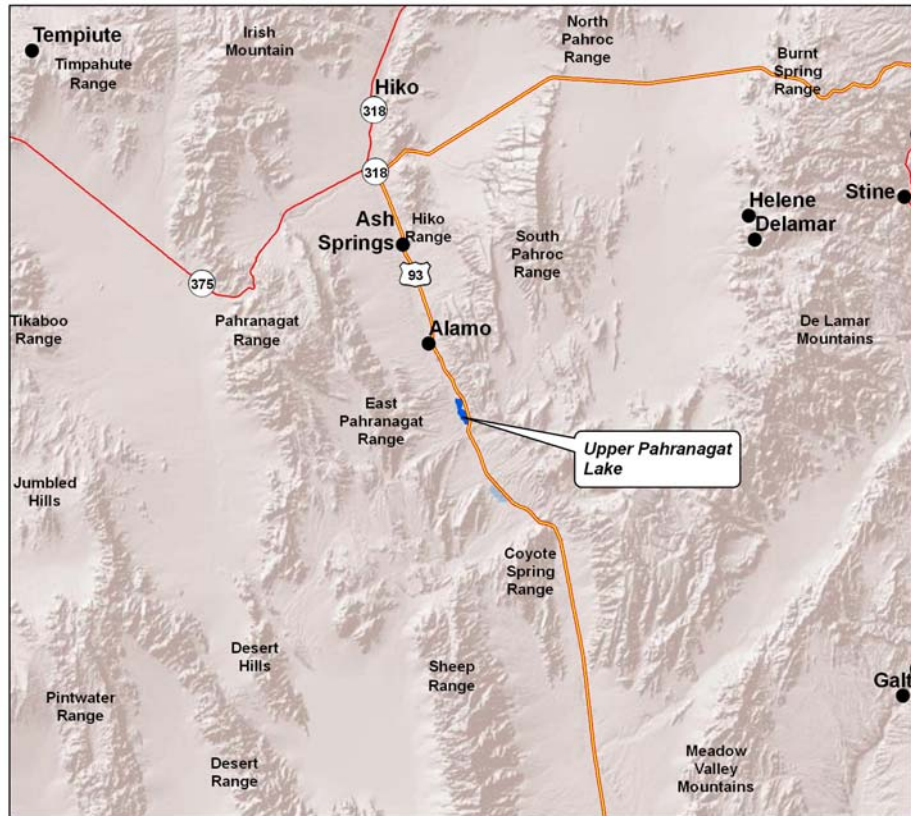 Tempiute
Timpahute
Range
Irish
Mountain
North
Pahroc
Range
Burnt
Spring
Range
Hiko
318
318
Ash
Springs
Hiko
Range
93
South
Pahroc
Range
Helene
Delamar
Stine
375
Tikaboo
Range
Pahranagat
Range
Alamo
De Lamar
Mountains
East
Pahranagat
Range
Upper Pahranagat
Lake
Jumbled
Hills
Coyote
Spring
Range
Desert
Hills
Sheep
Range
Galt
Pintwater
Range
Desert
Range
Meadow
Valley
Mountains